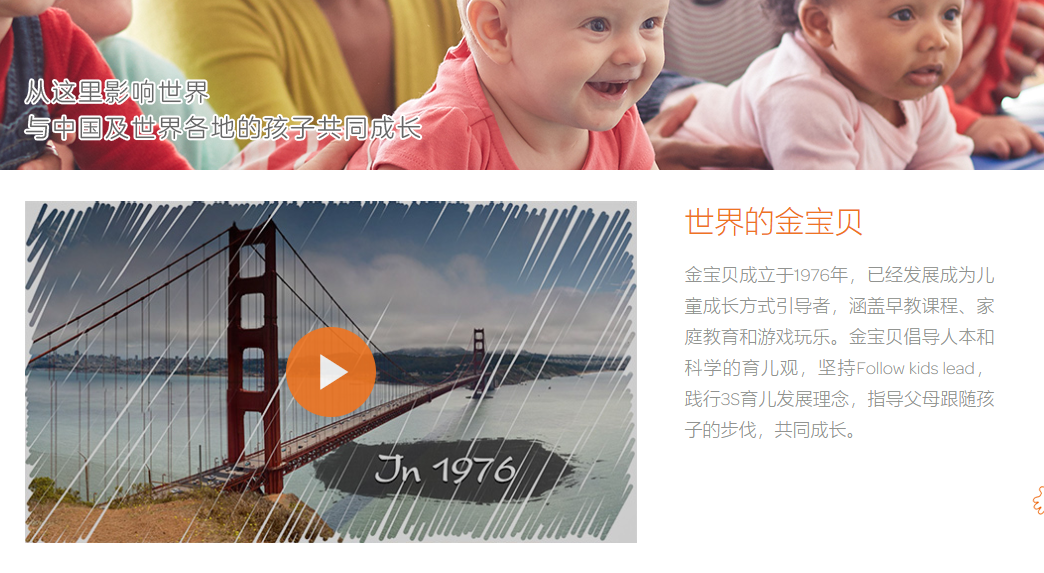 从这里影响世界
与中国及世界各地的孩子共同成长
世界的金宝贝
金宝贝成立于1976年，已经发展成为儿
童成长方式引导者，涵盖早教课程、家
庭教育和游戏玩乐。金宝贝倡导人本和
科学的育儿观，坚持Follow kids lead，
践行3S育儿发展理念，指导父母跟随孩
子的步伐，共同成长。
In 1976